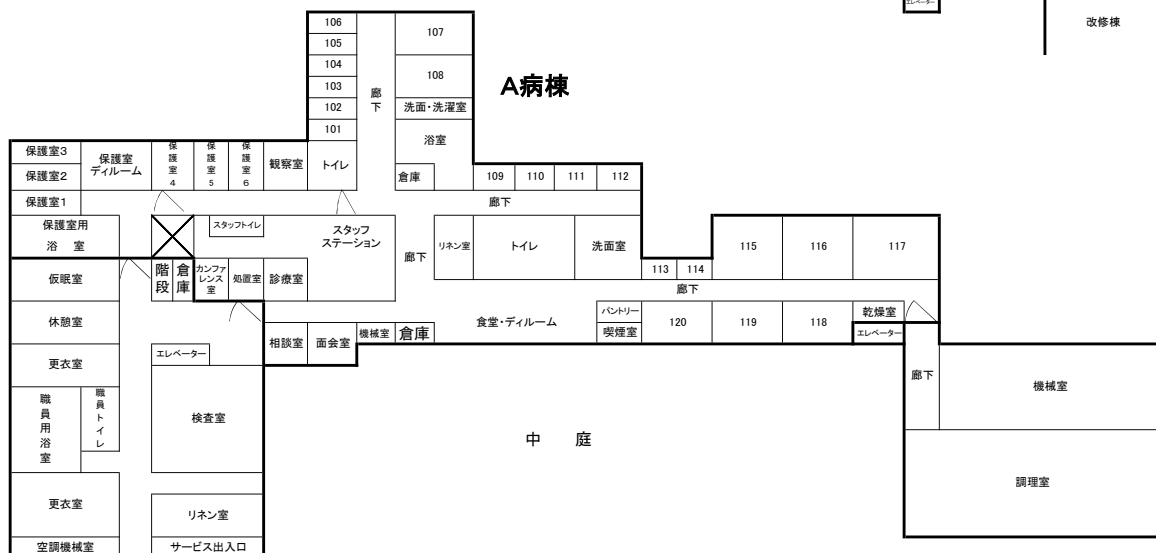 エレベーター
改修棟
106
105
104
103
102
101
廊下
107
108
洗面・洗濯室
浴室
倉庫
A病棟
保護室3
保護室2
保護室1
保護室
ディルーム
保護室4
保護室5
保護室6
観察室
トイレ
109
110
111
112
廊下
保護室用
浴 室
スタッフトイレ
スタッフ
ステーション
廊下
リネン室
トイレ
洗面室
113
114
115
116
117
仮眠室
階段
倉庫
カンファ
レンス
室
処置室
診療室
廊下
休憩室
相談室
面会室
機械室
倉庫
食堂・ディルーム
パントリー
喫煙室
120
119
118
乾燥室
エレベーター
更衣室
エレベーター
検査室
職員用浴室
職員トイレ
中 庭
廊下
機械室
調理室
更衣室
リネン室
空調機械室
サービス出入口